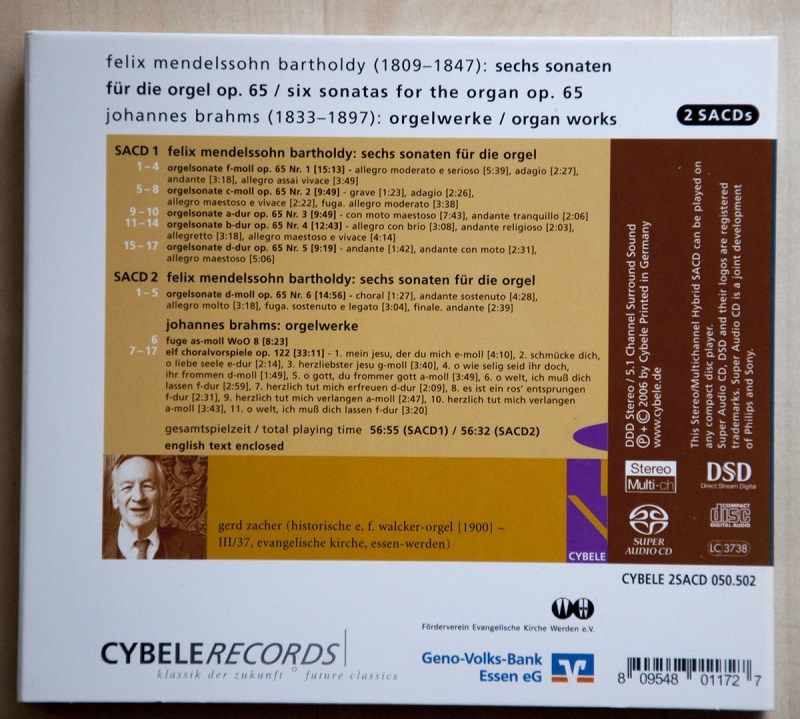 felix mendelssohn bartholdy (1809–1847): sechs sonaten
für die orgel op. 65 / six sonatas for the organ op. 65
johannes brahms (1833–1897): orgelwerke / organ works
2 SACDs
SACD 1 felix mendelssohn bartholdy: sechs sonaten für die orgel
1–4 orgelsonate f-moll op. 65 Nr. 1 [15:13] - allegro moderato e serioso [5:39], adagio [2:27],
andante [3:18], allegro assai vivace [3:49]
5–8 orgelsonate c-moll op. 65 Nr. 2 [9:49] - grave [1:23], adagio [2:26],
allegro maestoso e vivace [2:22], fuga. allegro moderato [3:38]
9–10 orgelsonate a-dur op. 65 Nr. 3 [9:49] - con moto maestoso [7:43], andante tranquillo [2:06]
11–14 orgelsonate b-dur op. 65 Nr. 4 [12:43] - allegro con brio [3:08], andante religioso [2:03],
allegretto [3:18], allegro maestoso e vivace [4:14]
15–17 orgelsonate d-dur op. 65 Nr. 5 [9:19] - andante [1:42], andante con moto [2:31],
allegro maestoso [5:06]
SACD 2 felix mendelssohn bartholdy: sechs sonaten für die orgel
1–5 orgelsonate d-moll op. 65 Nr. 6 [14:56] - choral [1:27], andante sostenuto [4:28],
allegro molto [3:18], fuga. sostenuto e legato [3:04], finale. andante [2:39]
johannes brahms: orgelwerke
6 fuge as-moll WoO 8 [8:23]
7–17 elf choralvorspiele op. 122 [33:11] - 1. mein jesu, der du mich e-moll [4:10], 2. schmücke dich,
o liebe seele e-dur [2:14], 3. herzliebster jesu g-moll [3:40], 4. o wie selig seid ihr doch,
ihr frommen d-moll [1:49], 5. o gott, du frommer gott a-moll [3:49], 6. o welt, ich muß dich
lassen f-dur [2:59], 7. herzlich tut mich erfreuen d-dur [2:09], 8. es ist ein ros' entsprungen
f-dur [2:31], 9. herzlich tut mich verlangen a-moll [2:47], 10. herzlich tut mich verlangen
a-moll [3:43], 11. o welt, ich muß dich lassen f-dur [3:20]
gesamtspielzeit / total playing time 56:55 (SACD1) / 56:32 (SACD2)
english text enclosed
gerd zacher (historische e. f. walcker-orgel {1900} –
III/37, evangelische kirche, essen-werden)
CYBELE
DDD Stereo / 5.1 Channel Surround Sound
℗ + © 2006 by Cybele Printed in Germany
www.cybele.de
This Stereo/Multichannel Hybrid SACD can be played on
any compact disc player.
Super Audio CD, DSD and their logos are registered
trademarks. Super Audio CD is a joint development
of Philips and Sony.
Stereo
Multi-ch
DSD
Direct Stream Digital
SUPER AUDIO CD
COMPACT
disc
DIGITAL AUDIO
LC 3738
CYBELE 2SACD 050.502
Förderverein Evangelische Kirche Werden e.V.
CYBELERECORDS
klassik der zukunft ° future classics
Geno-Volks-Bank
Essen eG
8 09548 01172 7